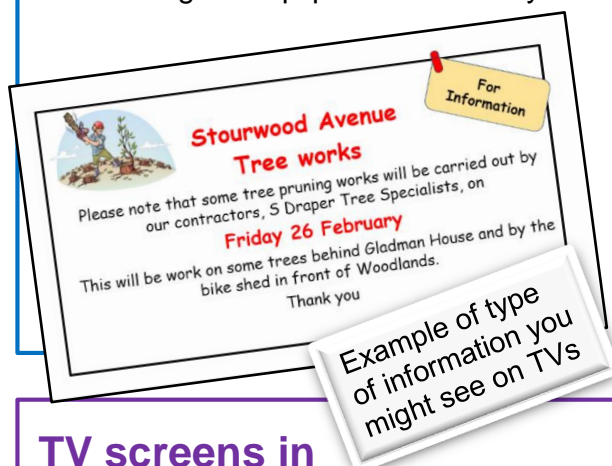 For
Information
Stourwood Avenue
Tree works
Please note that some tree pruning works will be carried out by
our contractors, S Draper Tree Specialists, on
Friday 26 February
This will be work on some trees behind Gladman House and by the
bike shed in front of Woodlands.
Thank you
Example of type
of information you
might see on TVs
TV screens in